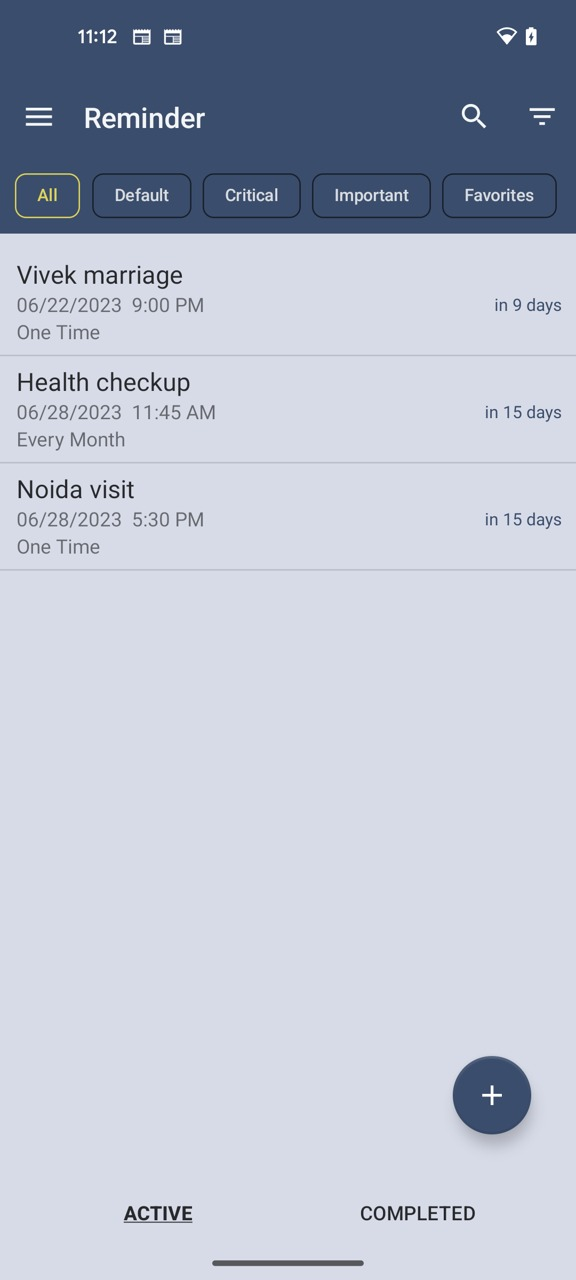 11:12
Reminder
All Default Critical Important Favorites
Vivek marriage
06/22/2023 9:00 PM in 9 days
One Time
Health checkup
06/28/2023 11:45 AM in 15 days
Every Month
Noida visit
06/28/2023 5:30 PM in 15 days
One Time
ACTIVE COMPLETED